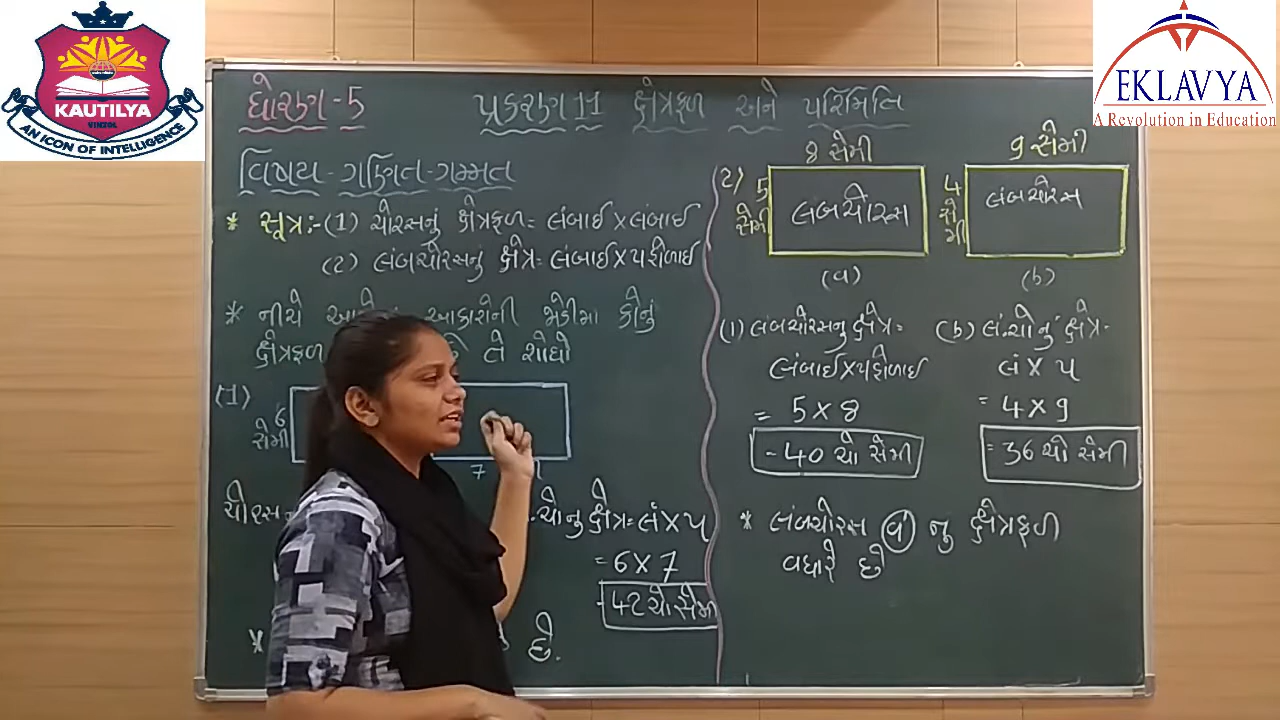 KAUTILYA
VIRTUAL
AN ICON OF INTELLIGENCE
EKLAVYA
A Revolution in Education
ધોરણ-5 પ્રકરણ 11 ક્ષેત્રફળ અને પરિમિતિ
વિષય-ગણિત-ગમ્મત
* સૂત્ર:-(1) ચોરસનું ક્ષેત્રફળ= લંબાઈ X લંબાઈ
(2) લંબચોરસનું ક્ષેત્ર= લંબાઈ X પહોળાઈ
* નીચે આકારોની જોડીમા કોનું
ક્ષેત્રફળ છે તે શોધો
(1)
6
સેમી
7
ચોરસ
ચોનુ ક્ષેત્ર= લં X પ
= 6 X 7
- 42 ચો સેમી
* છે.
2) 8 સેમી 9 સેમી
5 સેમી લબચોરસ 4 સેમી લંબચોરસ
(a) (b)
(1) લંબચોરસનુ ક્ષેત્ર= (b) લં.ચોનું ક્ષેત્ર-
લંબાઈ X પહોળાઈ લં X પ
= 5 X 8 = 4 X 9
- 40 ચો સેમી = 36 ચો સેમી
* લંબચોરસ નુ ક્ષેત્રફળ
વધારે છે